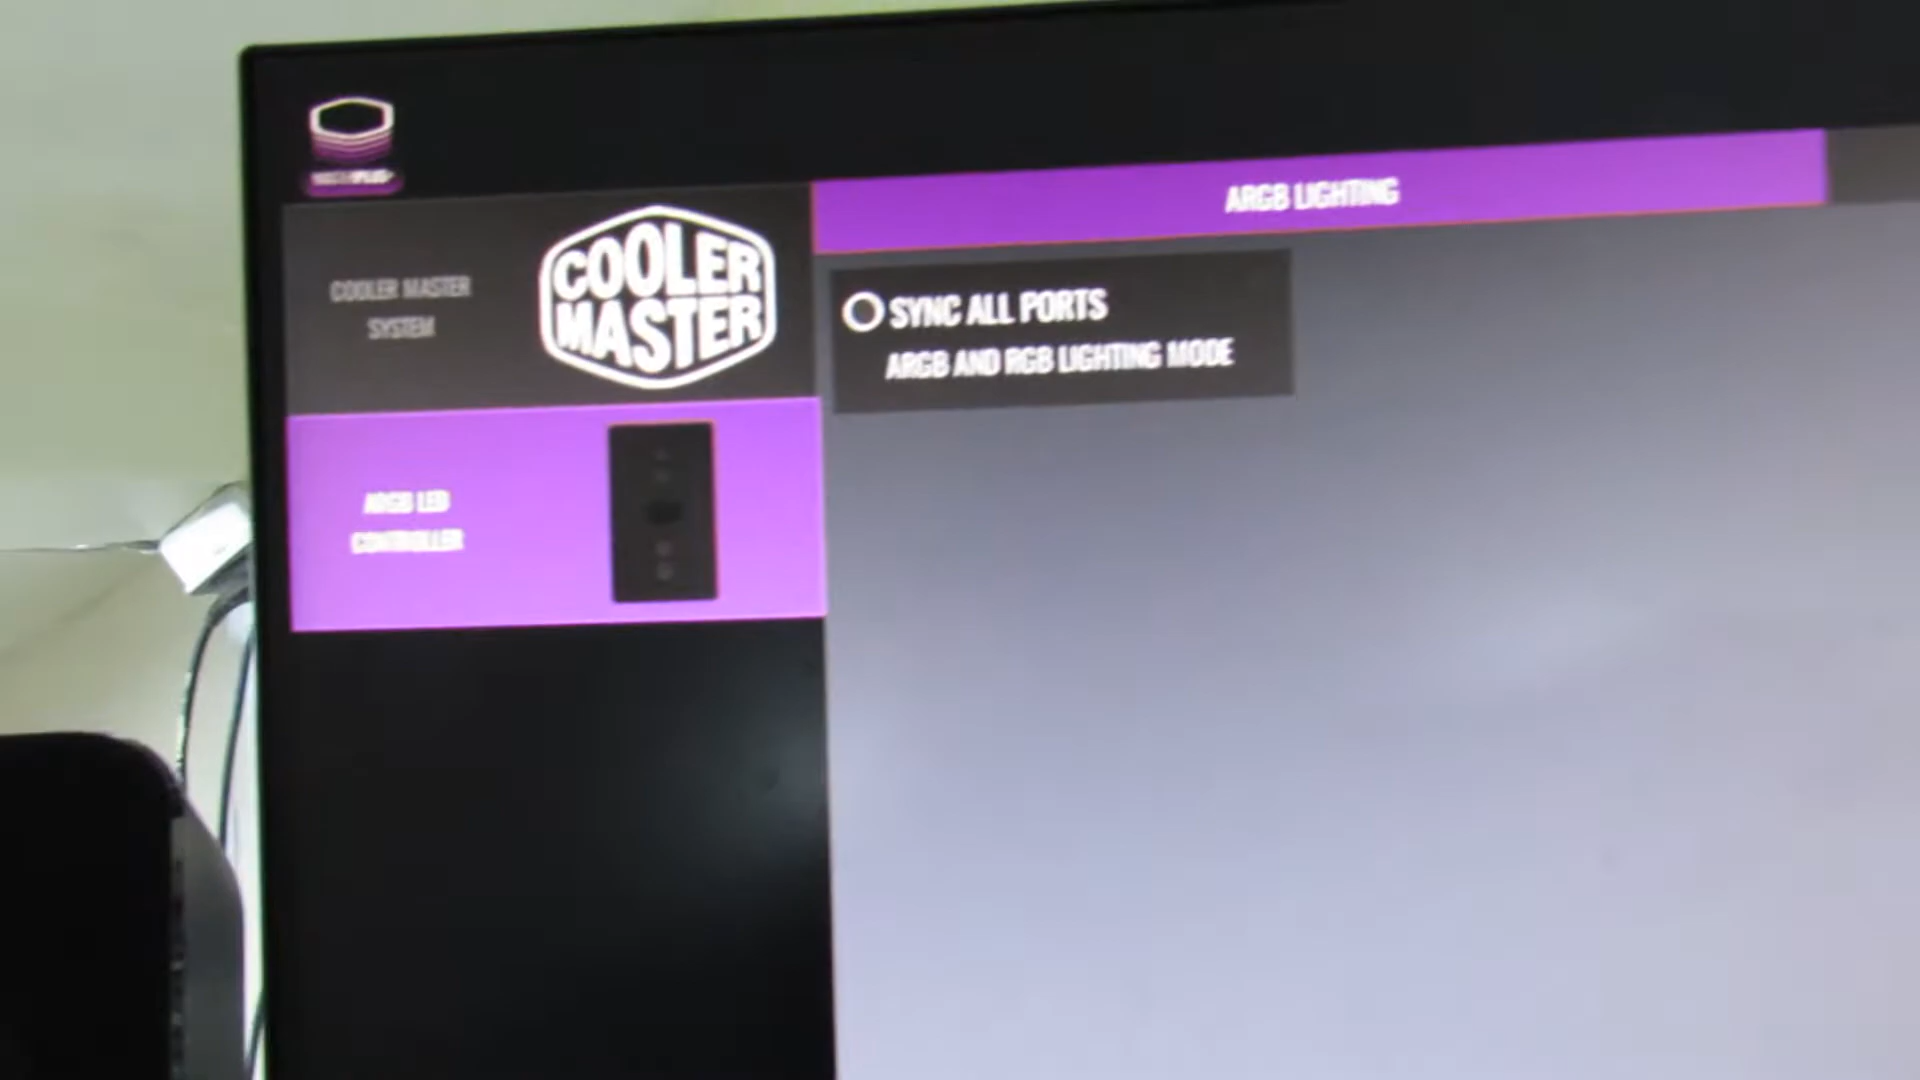 ARGB LIGHTING
COOLER MASTER
SYSTEM
COOLER
MASTER
SYNC ALL PORTS
ARGB AND RGB LIGHTING MODE
ARGB LED
CONTROLLER